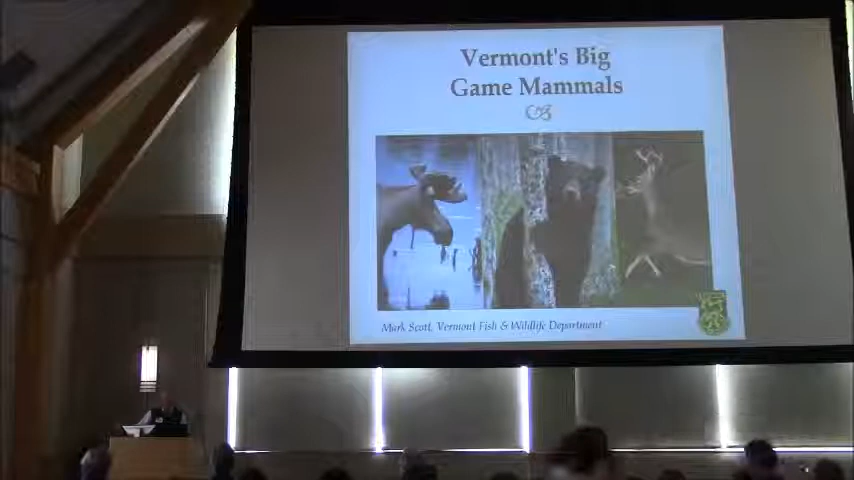 Vermont's Big
Game Mammals
Mark Scott, Vermont Fish & Wildlife Department